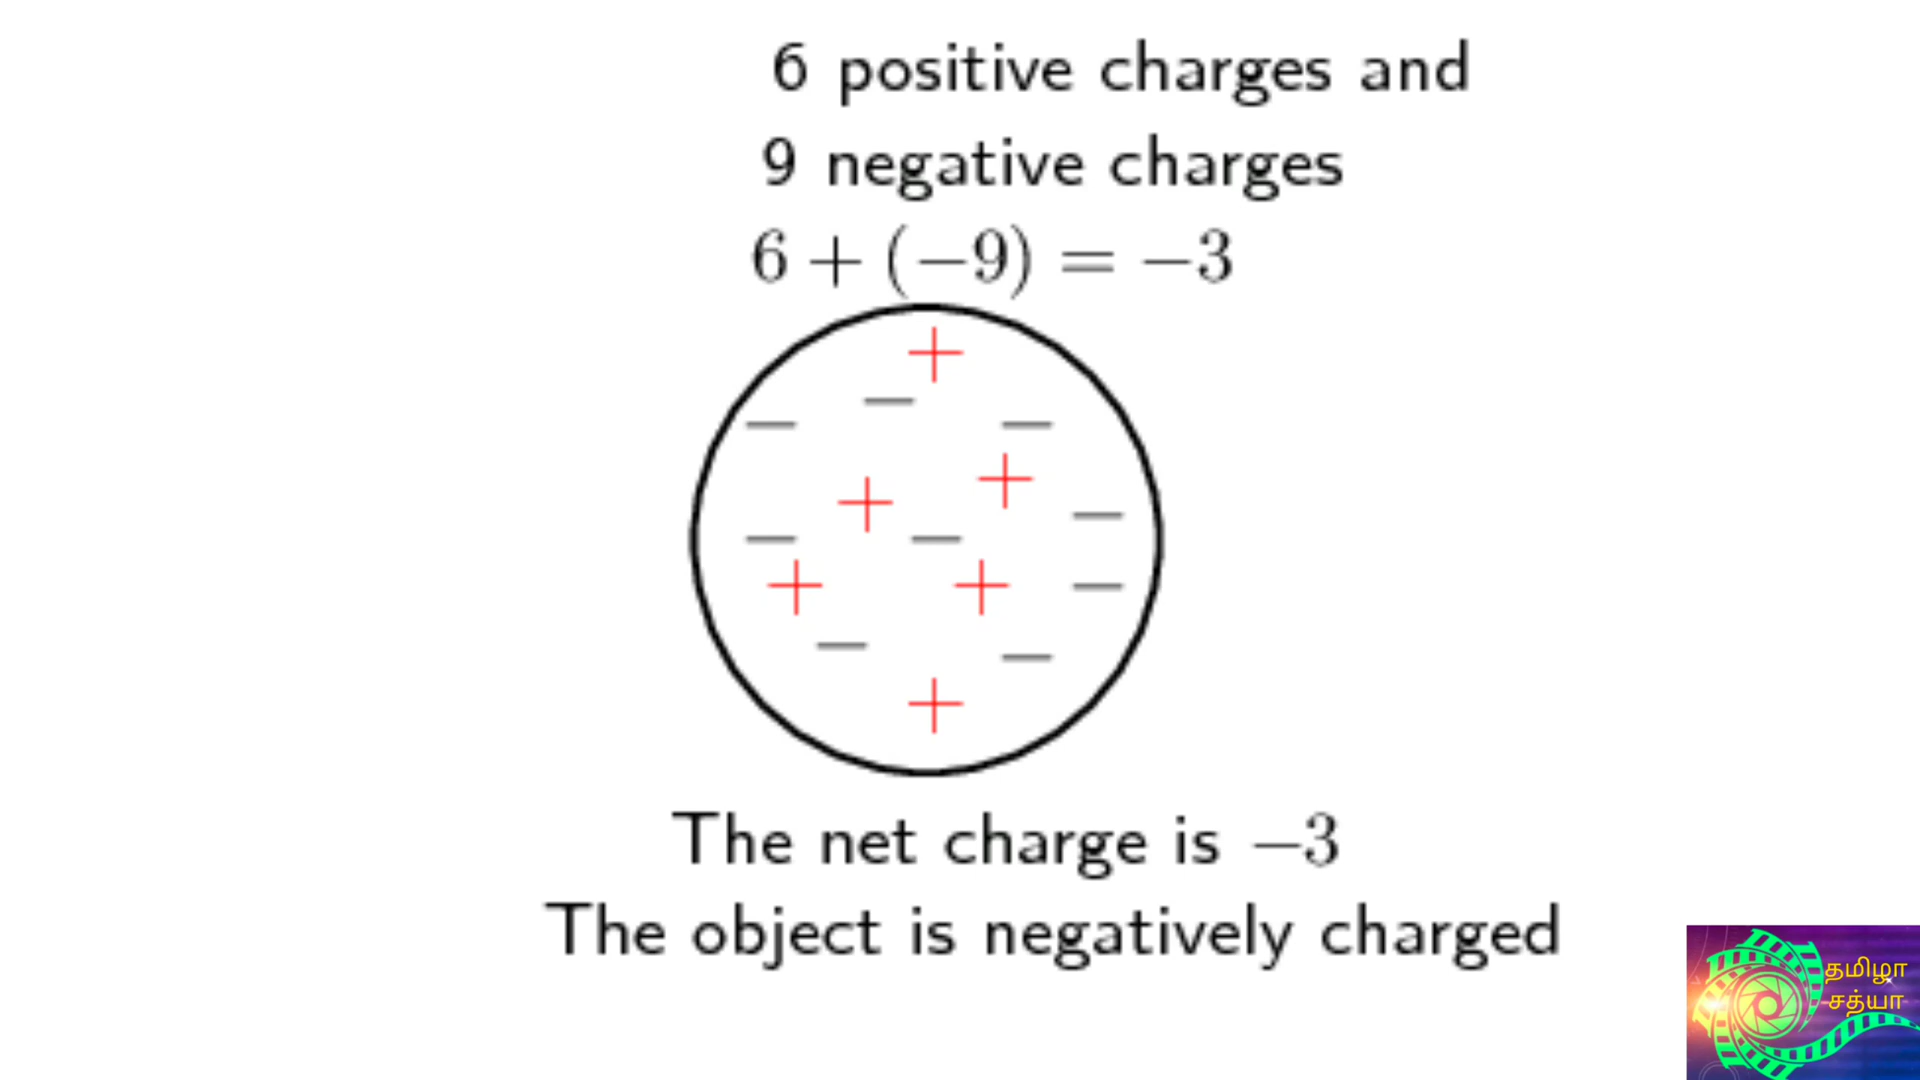 6 positive charges and
9 negative charges
6 + (−9) = −3
The net charge is −3
The object is negatively charged
தமிழா
சத்யா